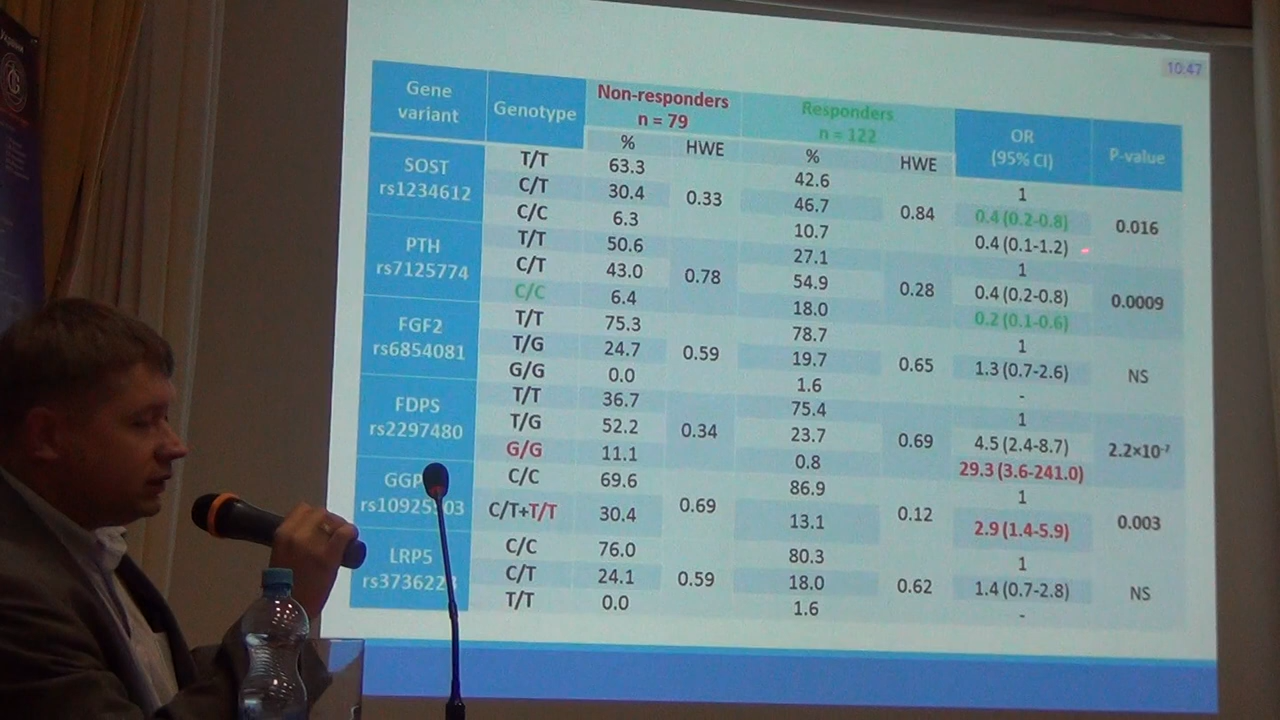 України
10:47
Gene variant Genotype Non-responders n = 79 Responders n = 122 OR (95% CI) P-value
% HWE % HWE
SOST rs1234612 T/T 63.3 0.33 42.6 0.84 1 0.016
C/T 30.4 46.7 0.4 (0.2-0.8)
C/C 6.3 10.7 0.4 (0.1-1.2)
PTH rs7125774 T/T 50.6 0.78 27.1 0.28 1 0.0009
C/T 43.0 54.9 0.4 (0.2-0.8)
C/C 6.4 18.0 0.2 (0.1-0.6)
FGF2 rs6854081 T/T 75.3 0.59 78.7 0.65 1 NS
T/G 24.7 19.7 1.3 (0.7-2.6)
G/G 0.0 1.6 -
FDPS rs2297480 T/T 36.7 0.34 75.4 0.69 1 2.2×10⁻⁷
T/G 52.2 23.7 4.5 (2.4-8.7)
G/G 11.1 0.8 29.3 (3.6-241.0)
C/C 69.6 0.69 86.9 0.12 1 0.003
C/T+T/T 30.4 13.1 2.9 (1.4-5.9)
LRP5 C/C 76.0 0.59 80.3 0.62 1 NS
C/T 24.1 18.0 1.4 (0.7-2.8)
T/T 0.0 1.6 -